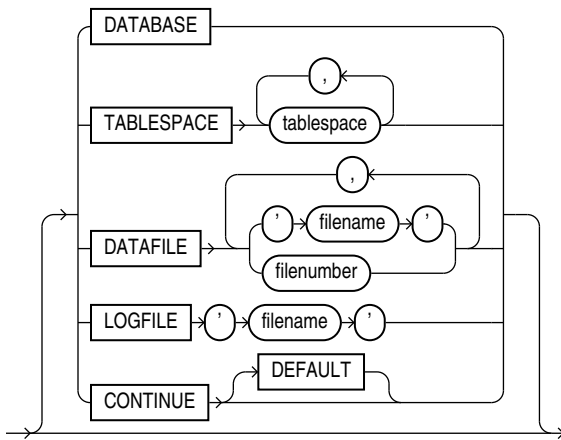 DATABASE
,
TABLESPACE tablespace
,
' filename '
DATAFILE
filenumber
LOGFILE ' filename '
DEFAULT
CONTINUE